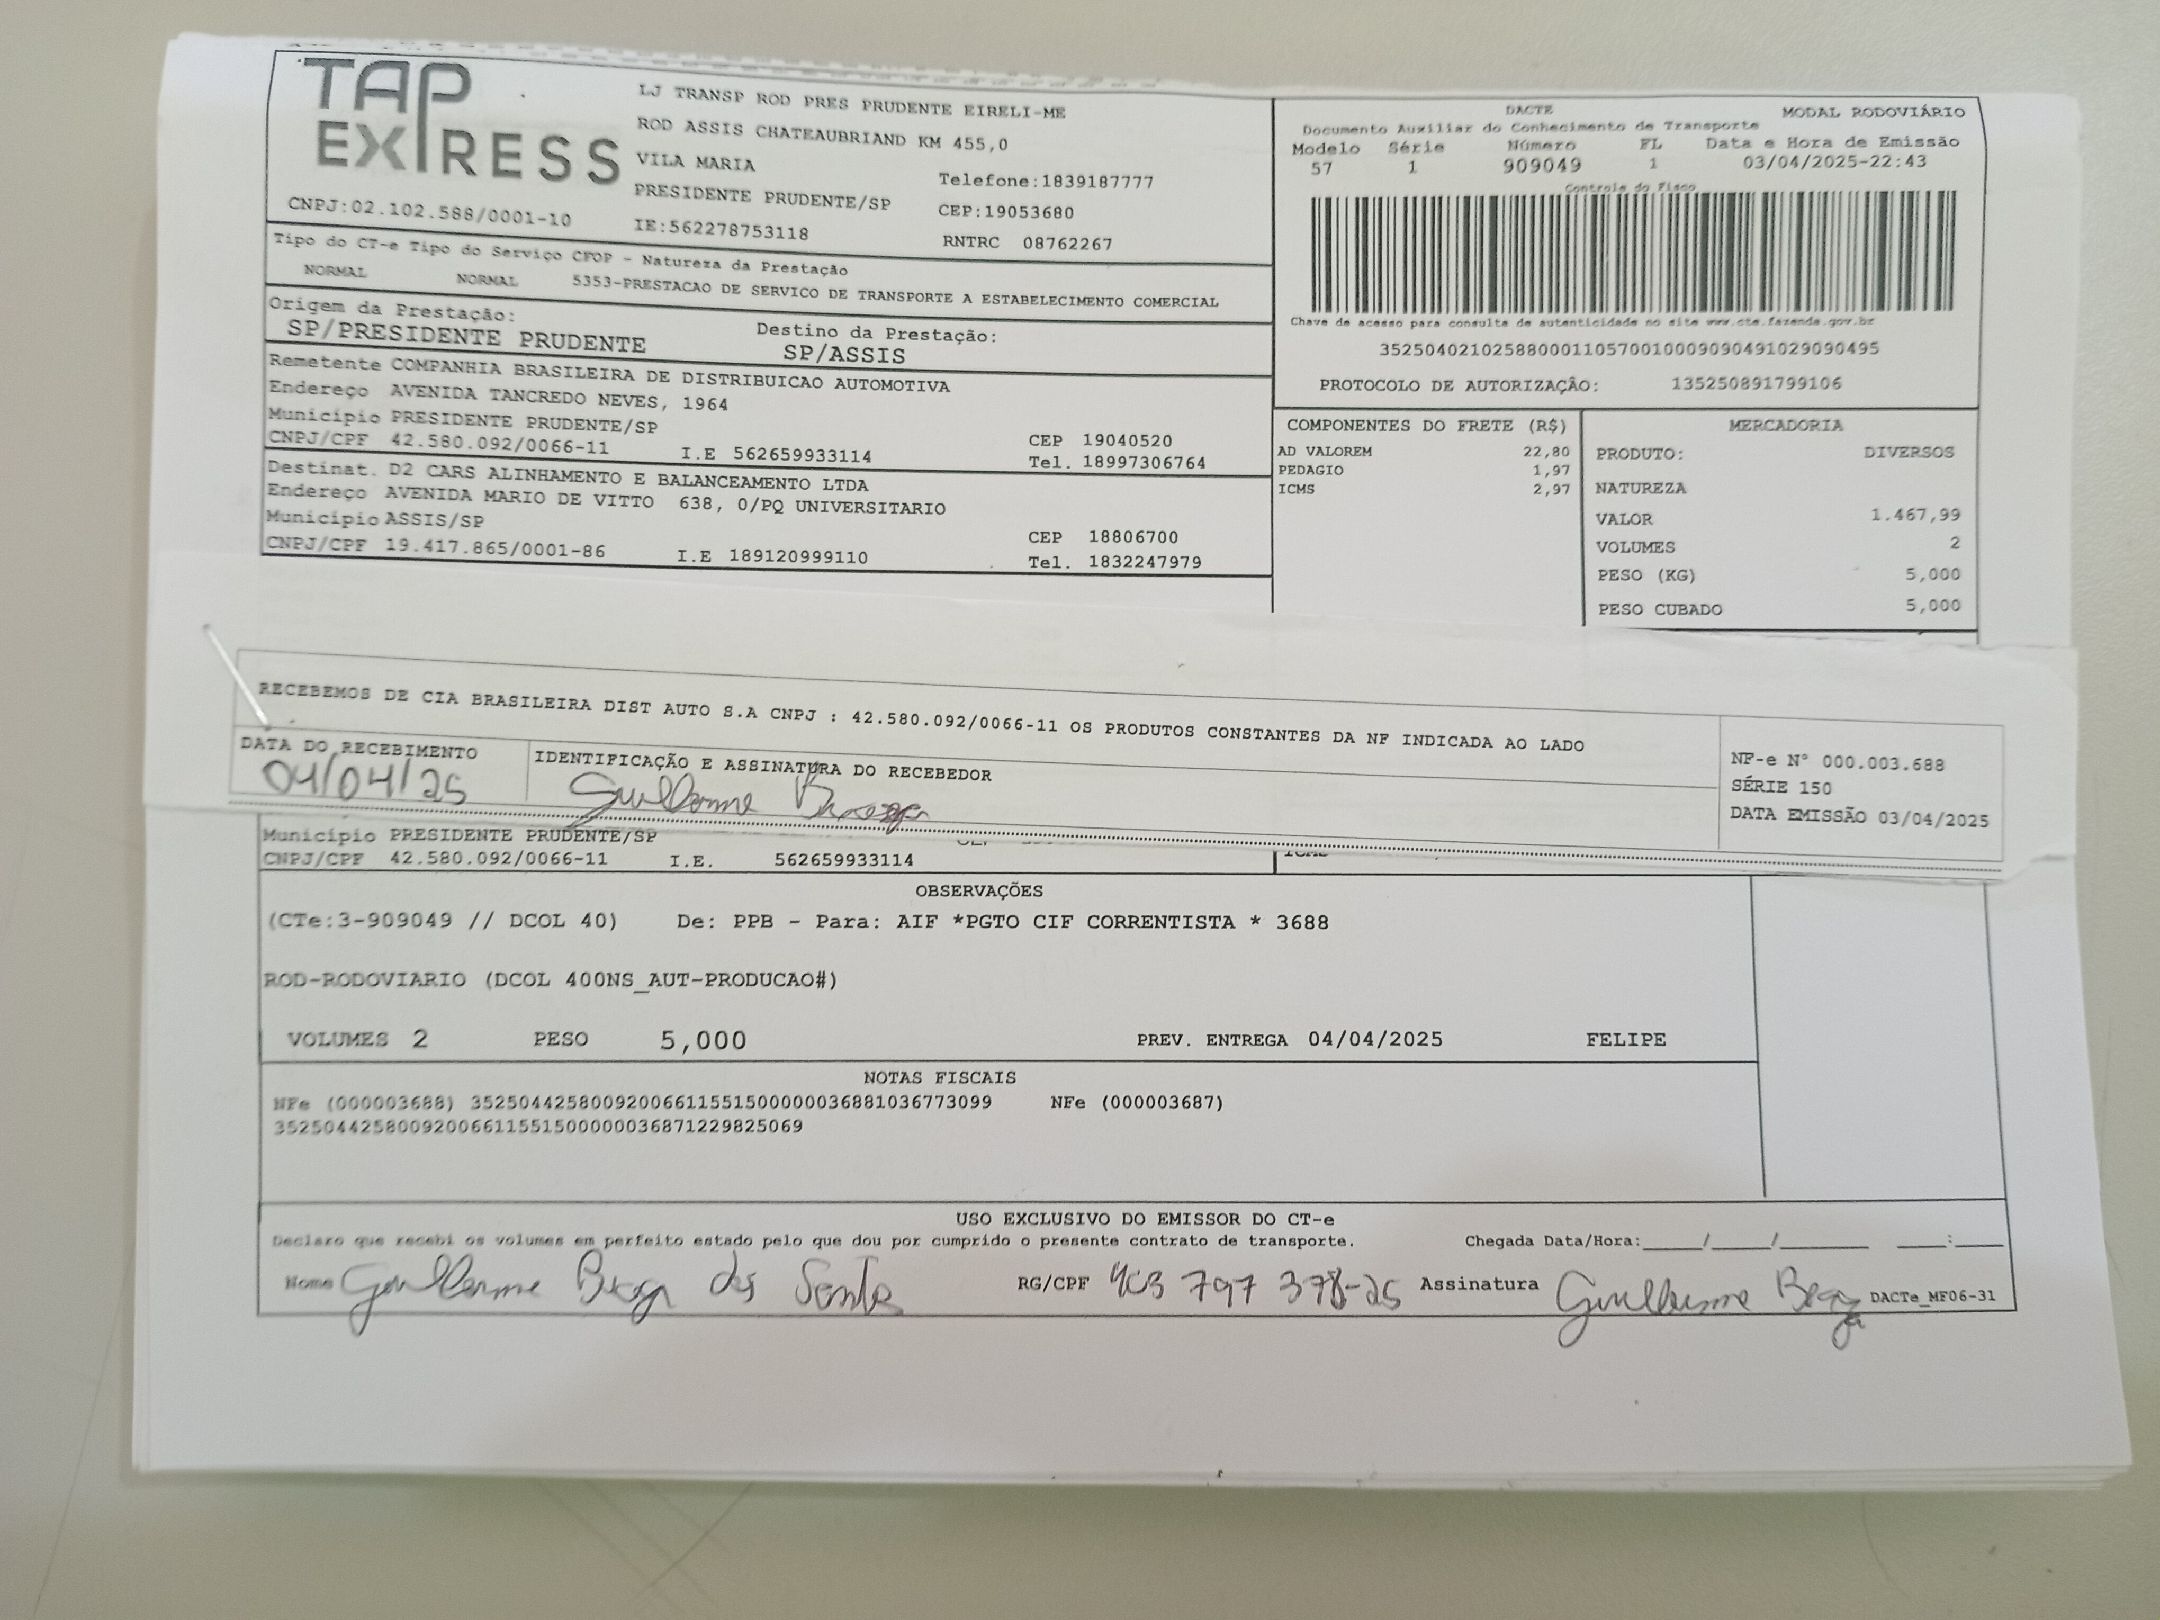 TAP
EXPRESS
CNPJ:02.102.588/0001-10
LJ TRANSP ROD PRES PRUDENTE EIRELI-ME
ROD ASSIS CHATEAUBRIAND KM 455,0
VILA MARIA
Telefone:1839187777
PRESIDENTE PRUDENTE/SP CEP:19053680
IE:562278753118 RNTRC 08762267
DACTE MODAL RODOVIÁRIO
Documento Auxiliar do Conhecimento de Transporte
Modelo Série Número FL Data e Hora de Emissão
57 1 909049 1 03/04/2025-22:43
Controle do Fisco
Chave de acesso para consulta de autenticidade no site www.cte.fazenda.gov.br
35250402102588000110570010009090491029090495
PROTOCOLO DE AUTORIZAÇÃO: 135250891799106
Tipo do CT-e Tipo do Serviço CFOP - Natureza da Prestação
NORMAL NORMAL 5353-PRESTACAO DE SERVICO DE TRANSPORTE A ESTABELECIMENTO COMERCIAL
Origem da Prestação: Destino da Prestação:
SP/PRESIDENTE PRUDENTE SP/ASSIS
Remetente COMPANHIA BRASILEIRA DE DISTRIBUICAO AUTOMOTIVA
Endereço AVENIDA TANCREDO NEVES, 1964
Município PRESIDENTE PRUDENTE/SP CEP 19040520
CNPJ/CPF 42.580.092/0066-11 I.E 562659933114 Tel. 18997306764
Destinat. D2 CARS ALINHAMENTO E BALANCEAMENTO LTDA
Endereço AVENIDA MARIO DE VITTO 638, 0/PQ UNIVERSITARIO
Município ASSIS/SP CEP 18806700
CNPJ/CPF 19.417.865/0001-86 I.E 189120999110 Tel. 1832247979
COMPONENTES DO FRETE (R$)
AD VALOREM 22,80
PEDAGIO 1,97
ICMS 2,97
MERCADORIA
PRODUTO: DIVERSOS
NATUREZA
VALOR 1.467,99
VOLUMES 2
PESO (KG) 5,000
PESO CUBADO 5,000
RECEBEMOS DE CIA BRASILEIRA DIST AUTO S.A CNPJ : 42.580.092/0066-11 OS PRODUTOS CONSTANTES DA NF INDICADA AO LADO
DATA DO RECEBIMENTO IDENTIFICAÇÃO E ASSINATURA DO RECEBEDOR
04/04/25 Guilherme
NF-e Nº 000.003.688
SÉRIE 150
DATA EMISSÃO 03/04/2025
Município PRESIDENTE PRUDENTE/SP
CNPJ/CPF 42.580.092/0066-11 I.E. 562659933114
OBSERVAÇÕES
(CTe:3-909049 // DCOL 40) De: PPB - Para: AIF *PGTO CIF CORRENTISTA * 3688
ROD-RODOVIARIO (DCOL 400NS_AUT-PRODUCAO#)
VOLUMES 2 PESO 5,000 PREV. ENTREGA 04/04/2025 FELIPE
NOTAS FISCAIS
NFe (000003688) 35250442580092006611551500000036881036773099 NFe (000003687)
35250442580092006611551500000036871229825069
USO EXCLUSIVO DO EMISSOR DO CT-e
Declaro que recebi os volumes em perfeito estado pelo que dou por cumprido o presente contrato de transporte. Chegada Data/Hora:____/____/______ ____:____
Nome Guilherme Braga dos Santos RG/CPF 403 797 378-25 Assinatura Guilherme Braga DACTe_MF06-31